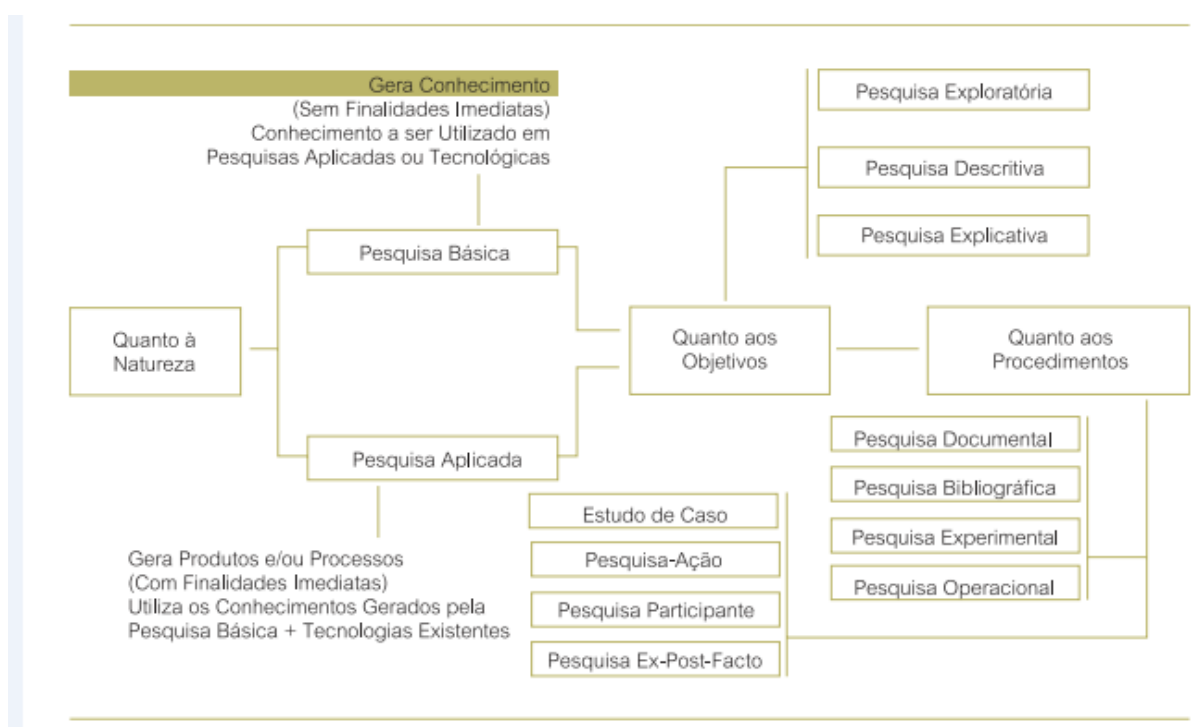 Gera Conhecimento
(Sem Finalidades Imediatas)
Conhecimento a ser Utilizado em
Pesquisas Aplicadas ou Tecnológicas
Pesquisa Básica
Quanto à
Natureza
Pesquisa Aplicada
Gera Produtos e/ou Processos
(Com Finalidades Imediatas)
Utiliza os Conhecimentos Gerados pela
Pesquisa Básica + Tecnologias Existentes
Quanto aos
Objetivos
Pesquisa Exploratória
Pesquisa Descritiva
Pesquisa Explicativa
Quanto aos
Procedimentos
Pesquisa Documental
Pesquisa Bibliográfica
Pesquisa Experimental
Pesquisa Operacional
Estudo de Caso
Pesquisa-Ação
Pesquisa Participante
Pesquisa Ex-Post-Facto